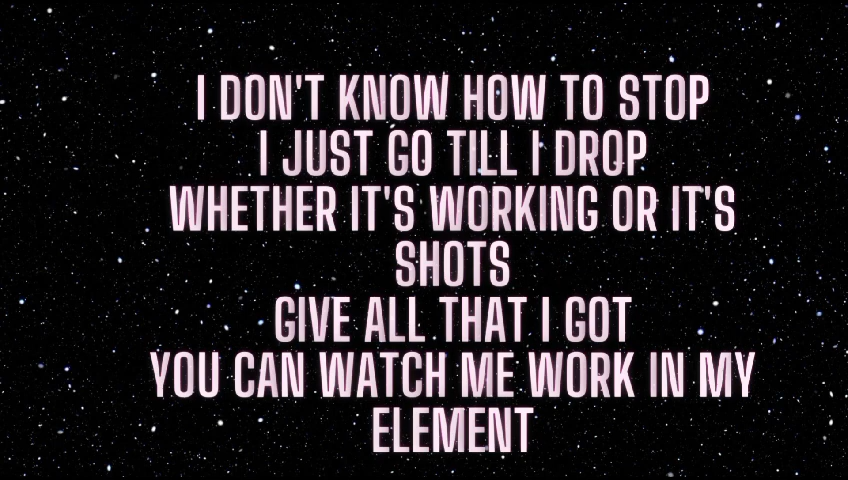 I DON'T KNOW HOW TO STOP
I JUST GO TILL I DROP
WHETHER IT'S WORKING OR IT'S
SHOTS
GIVE ALL THAT I GOT
YOU CAN WATCH ME WORK IN MY
ELEMENT